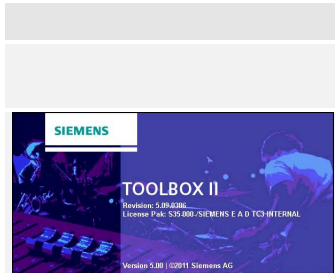 SIEMENS
TOOLBOX II
Revision: 5.09.0306
License Pak: S35-000-/SIEMENS E A D TC3-INTERNAL
Version 5.00 | ©2011 Siemens AG